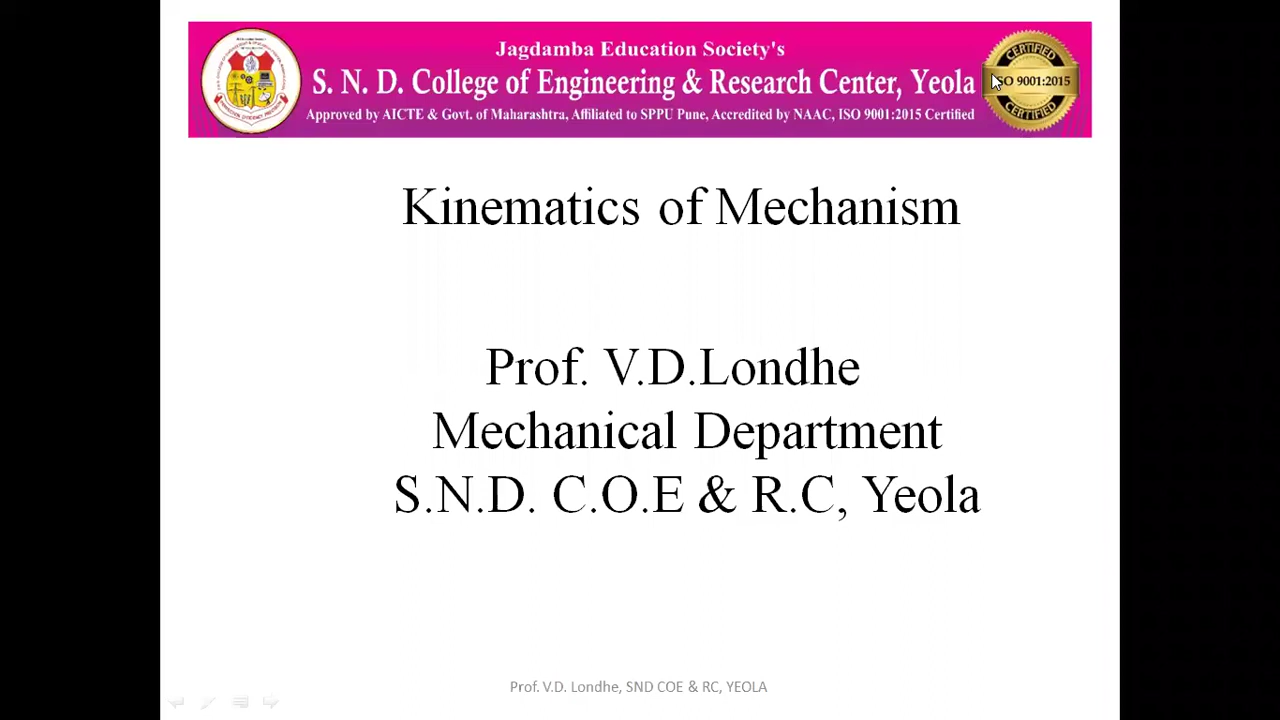 Jagdamba Education Society's
S. N. D. College of Engineering & Research Center, Yeola
Approved by AICTE & Govt. of Maharashtra, Affiliated to SPPU Pune, Accredited by NAAC, ISO 9001:2015 Certified
CERTIFIED
ISO 9001:2015
CERTIFIED
Kinematics of Mechanism
Prof. V.D.Londhe
Mechanical Department
S.N.D. C.O.E & R.C, Yeola
Prof. V.D. Londhe, SND COE & RC, YEOLA